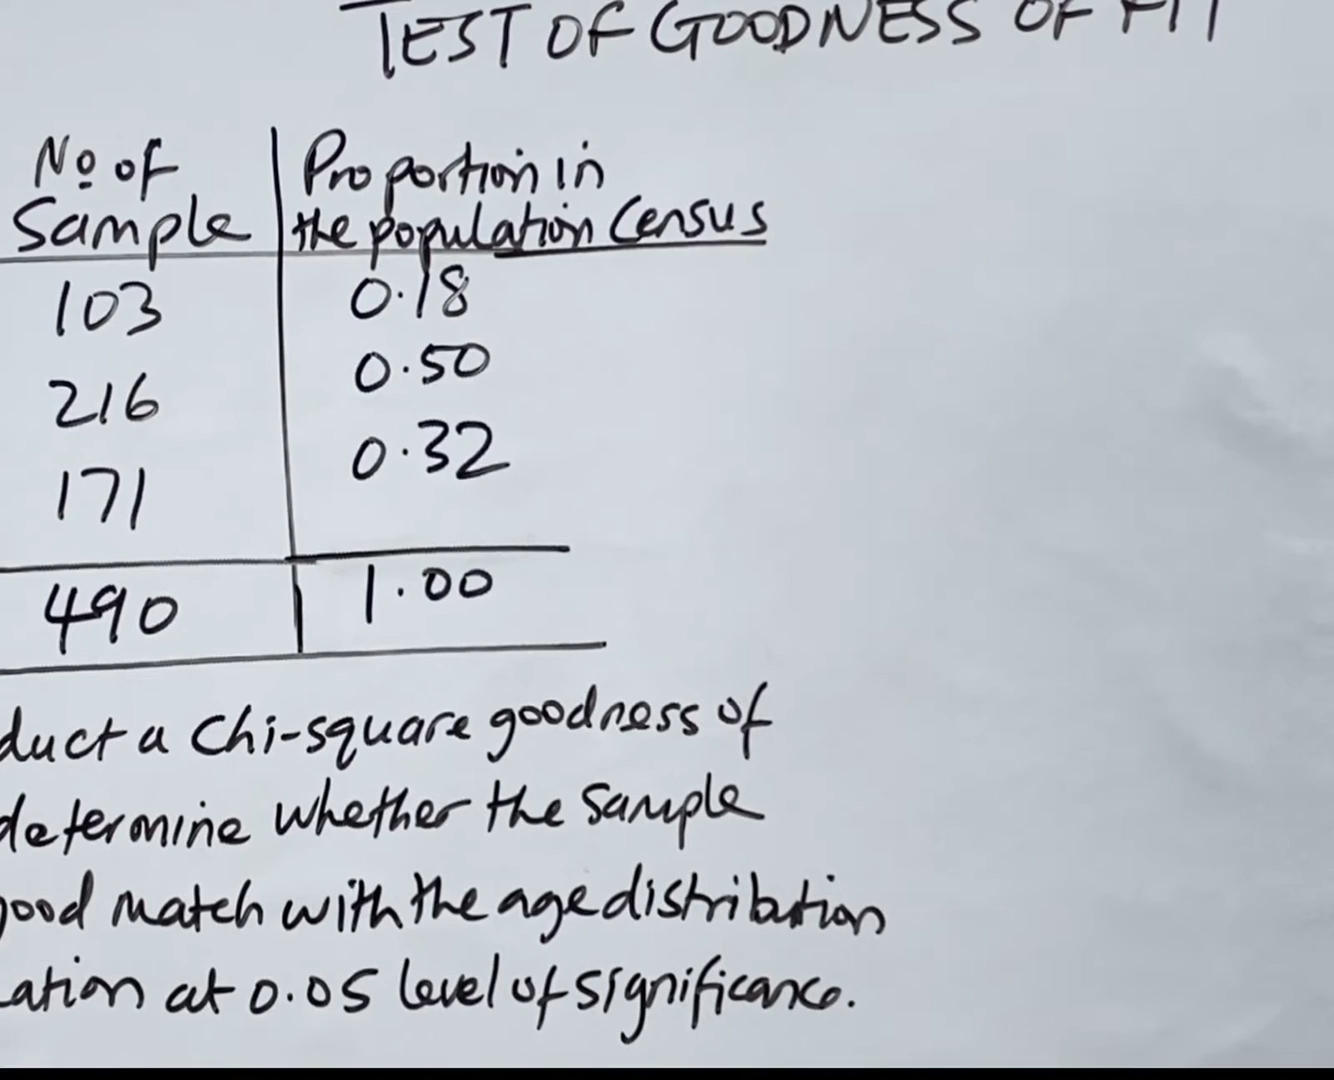 TEST OF GOODNESS OF FIT
No of Proportion in
Sample the population Census
103 0.18
216 0.50
171 0.32
490 1.00
duct a Chi-square goodness of
determine whether the Sample
good match with the age distribution
ation at 0.05 level of significance.